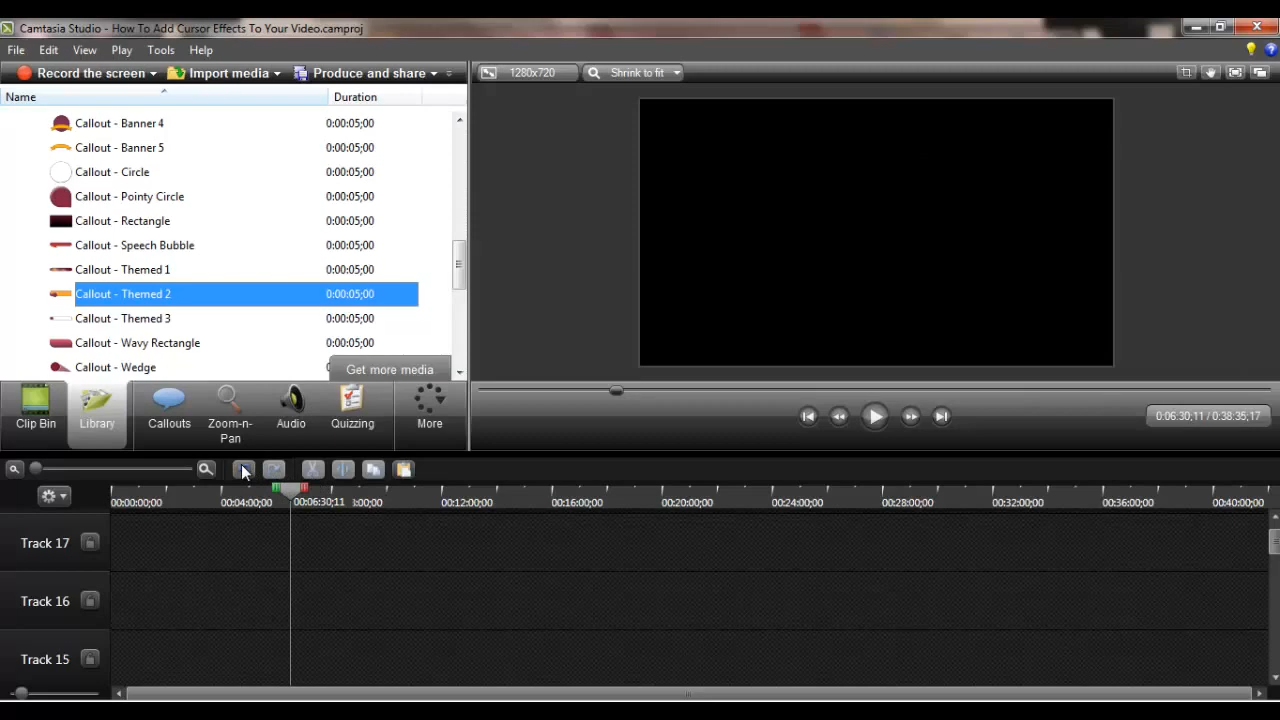 Camtasia Studio - How To Add Cursor Effects To Your Video.camproj
File Edit View Play Tools Help
Record the screen Import media Produce and share 1280x720 Shrink to fit
Name Duration
Callout - Banner 4 0:00:05;00
Callout - Banner 5 0:00:05;00
Callout - Circle 0:00:05;00
Callout - Pointy Circle 0:00:05;00
Callout - Rectangle 0:00:05;00
Callout - Speech Bubble 0:00:05;00
Callout - Themed 1 0:00:05;00
Callout - Themed 2 0:00:05;00
Callout - Themed 3 0:00:05;00
Callout - Wavy Rectangle 0:00:05;00
Callout - Wedge
Get more media
Clip Bin Library Callouts Zoom-n-Pan Audio Quizzing More
0:06:30;11 / 0:38:35;17
00:00:00;00 00:04:00;00 00:06:30;11 00:12:00;00 00:16:00;00 00:20:00;00 00:24:00;00 00:28:00;00 00:32:00;00 00:36:00;00 00:40:00;00
Track 17
Track 16
Track 15